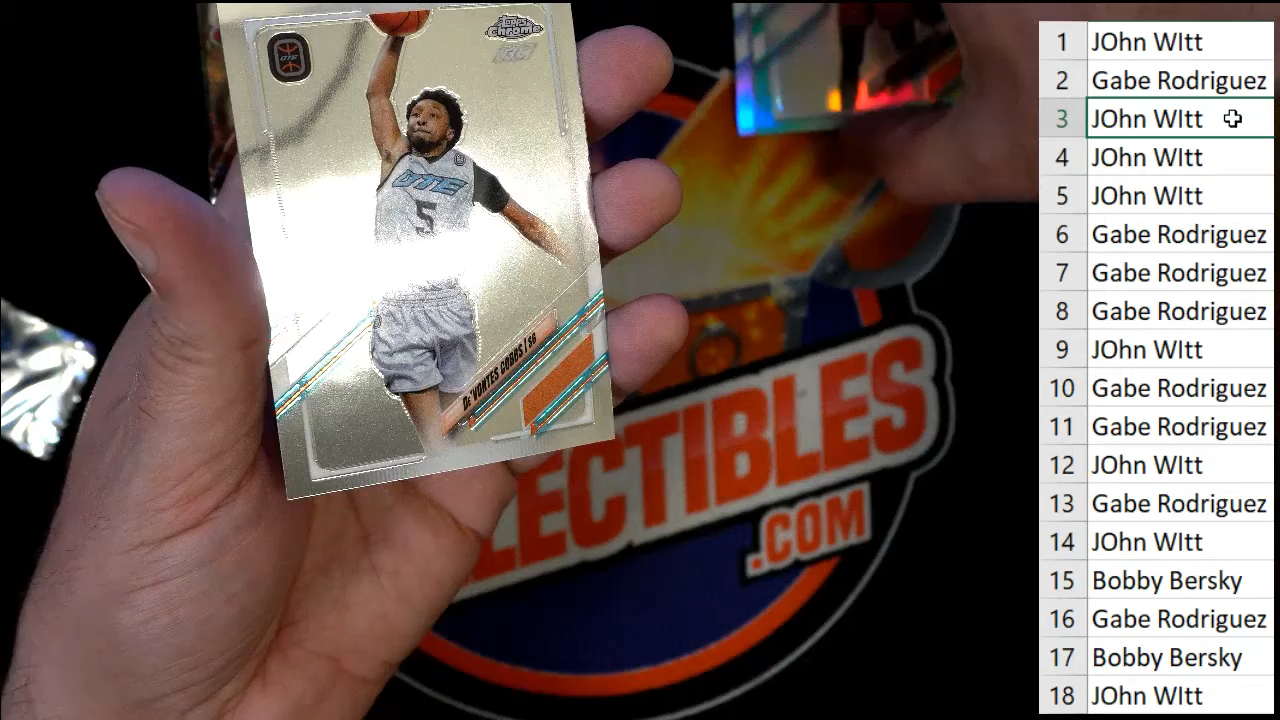 OTE
Topps
Chrome
RC
OTE
5
De'VONTES COBBS | SG
LECTIBLES
.COM
1 JOhn WItt
2 Gabe Rodriguez
3 JOhn WItt
4 JOhn WItt
5 JOhn WItt
6 Gabe Rodriguez
7 Gabe Rodriguez
8 Gabe Rodriguez
9 JOhn WItt
10 Gabe Rodriguez
11 Gabe Rodriguez
12 JOhn WItt
13 Gabe Rodriguez
14 JOhn WItt
15 Bobby Bersky
16 Gabe Rodriguez
17 Bobby Bersky
18 JOhn WItt